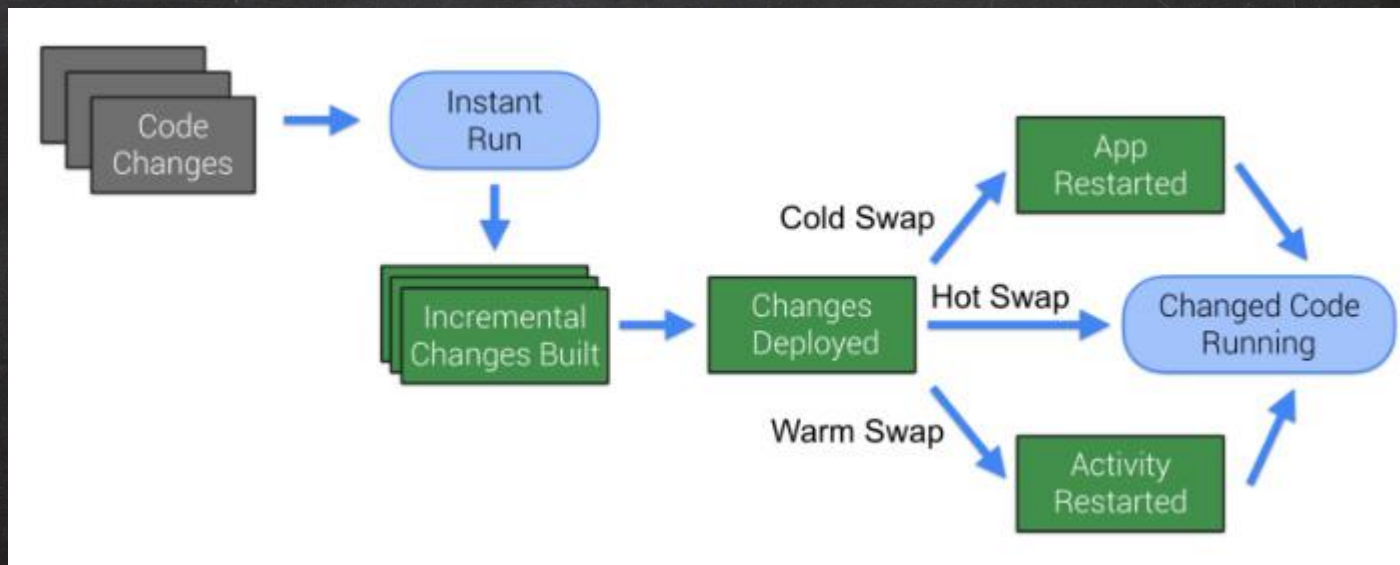 Code
Changes
Instant
Run
Incremental
Changes Built
Changes
Deployed
Cold Swap
App
Restarted
Hot Swap
Changed Code
Running
Warm Swap
Activity
Restarted